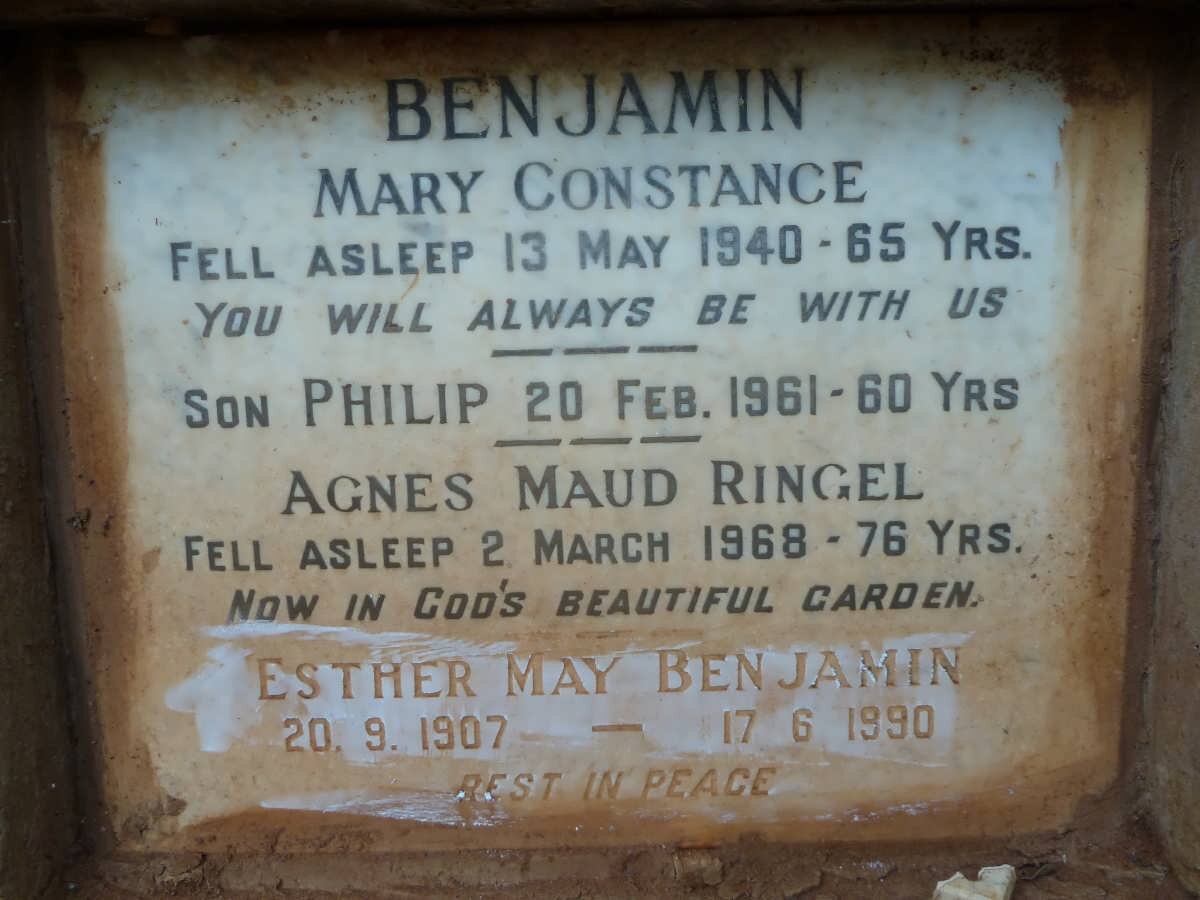 BENJAMIN
MARY CONSTANCE
FELL ASLEEP 13 MAY 1940 - 65 YRS.
YOU WILL ALWAYS BE WITH US
SON PHILIP 20 FEB. 1961 - 60 YRS
AGNES MAUD RINGEL
FELL ASLEEP 2 MARCH 1968 - 76 YRS.
NOW IN GOD'S BEAUTIFUL GARDEN.
ESTHER MAY BENJAMIN
20. 9. 1907 — 17 6 1990
REST IN PEACE